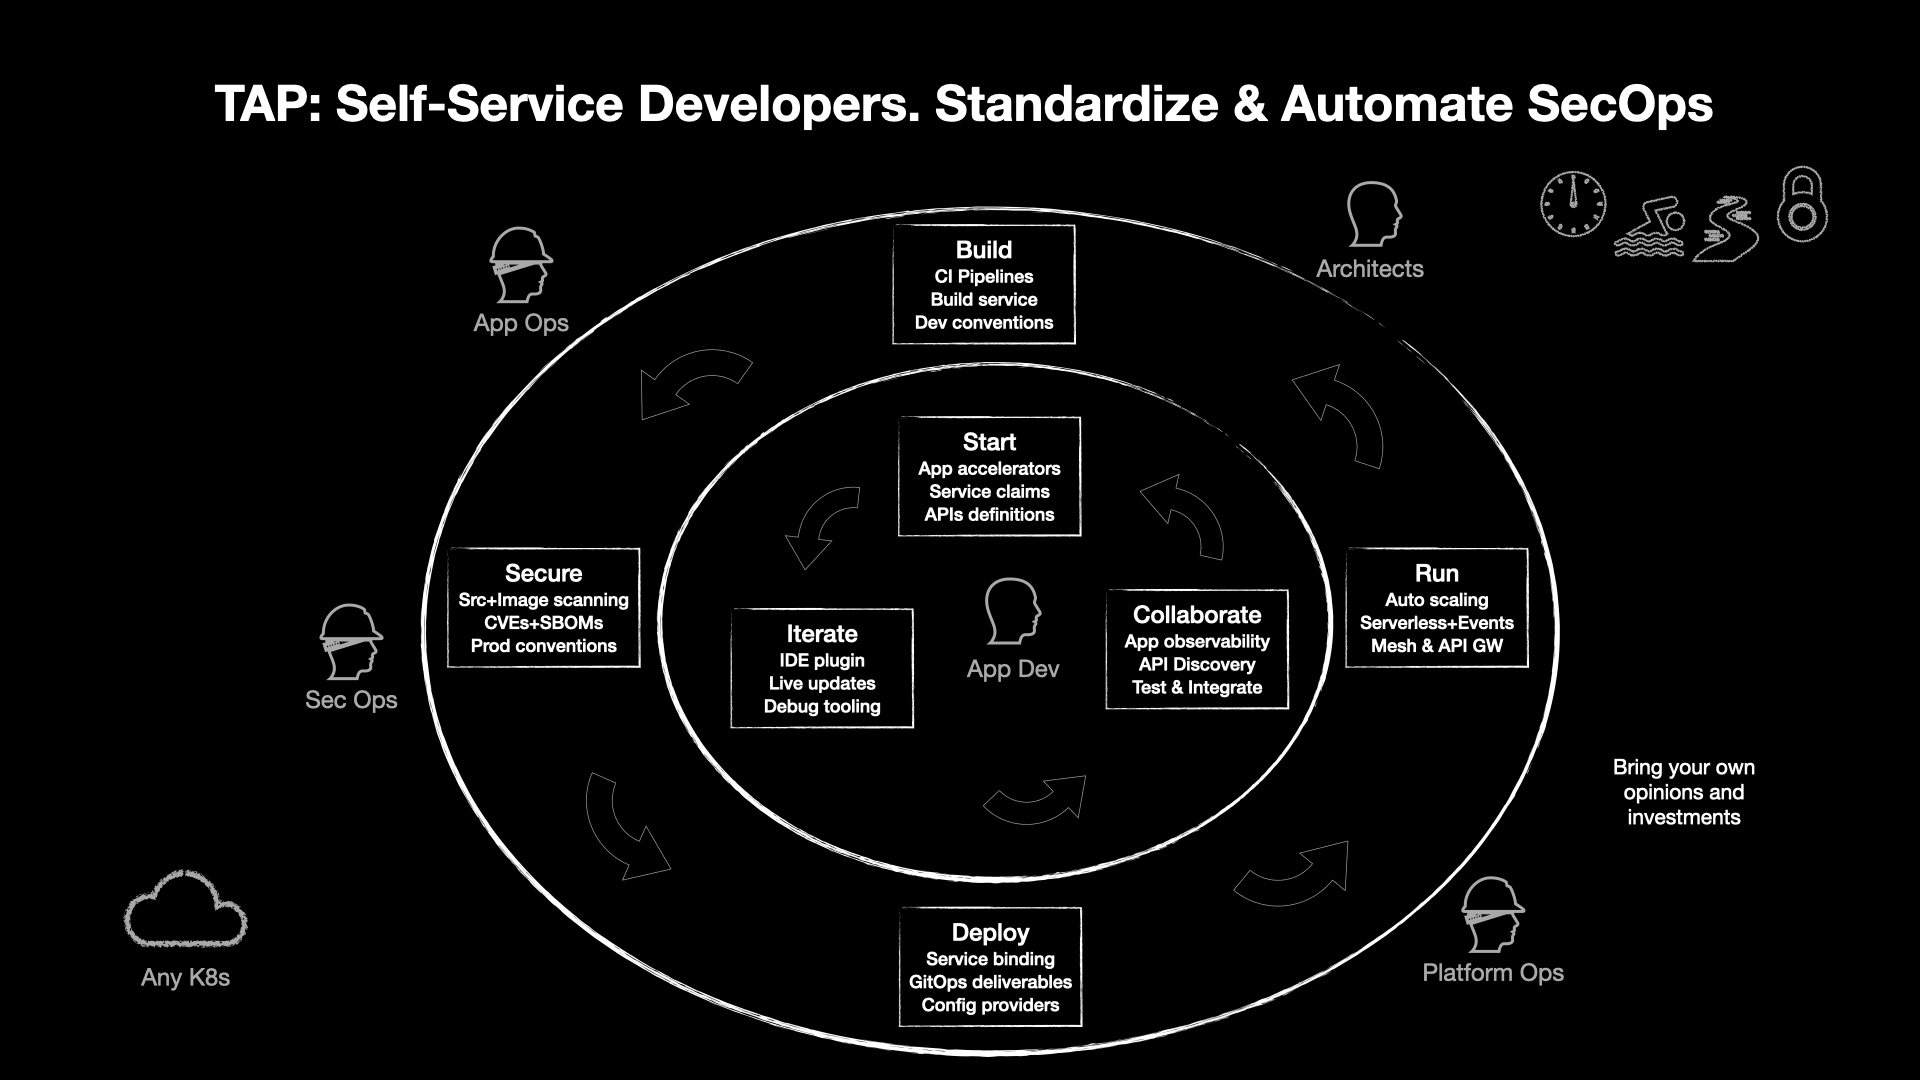 TAP: Self-Service Developers. Standardize & Automate SecOps
App Ops
Architects
Build
CI Pipelines
Build service
Dev conventions
Start
App accelerators
Service claims
APIs definitions
Secure
Src+Image scanning
CVEs+SBOMs
Prod conventions
Iterate
IDE plugin
Live updates
Debug tooling
App Dev
Collaborate
App observability
API Discovery
Test & Integrate
Run
Auto scaling
Serverless+Events
Mesh & API GW
Sec Ops
Bring your own
opinions and
investments
Deploy
Service binding
GitOps deliverables
Config providers
Any K8s
Platform Ops